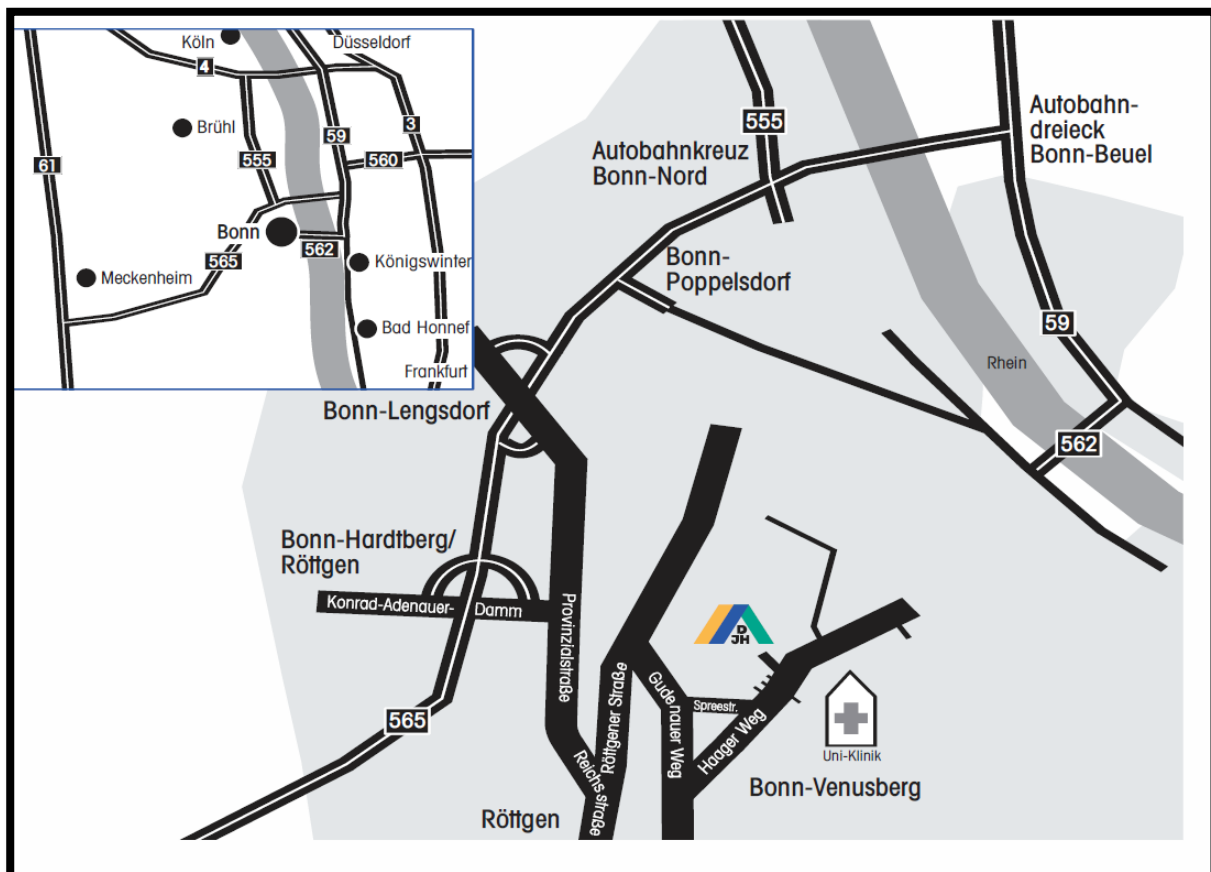 Köln
Düsseldorf
4
3
Brühl
59
61
555
560
Bonn
562
565
Königswinter
Meckenheim
Bad Honnef
Frankfurt
555
Autobahn-
dreieck
Bonn-Beuel
Autobahnkreuz
Bonn-Nord
Bonn-
Poppelsdorf
59
Rhein
Bonn-Lengsdorf
562
Bonn-Hardtberg/
Röttgen
Konrad-Adenauer-Damm
Provinzialstraße
D
JH
Röttgener Straße
Gudenauer Weg
Spreestr.
Haager Weg
565
Reichsstraße
Uni-Klinik
Bonn-Venusberg
Röttgen